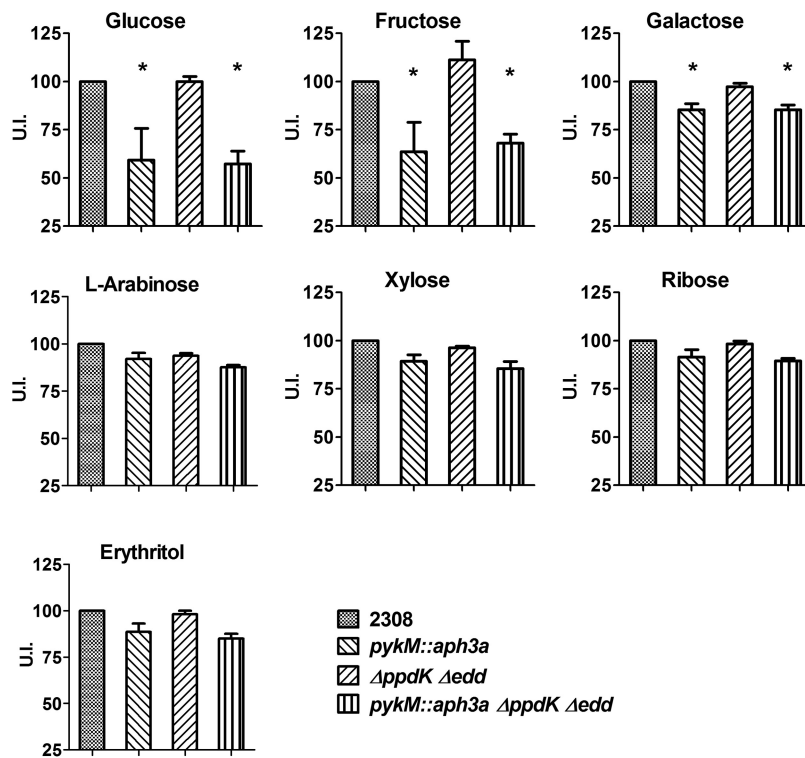 Glucose
125
100
75
50
25
U.I.
*
*
Fructose
125
100
75
50
25
U.I.
*
*
Galactose
125
100
75
50
25
U.I.
*
*
L-Arabinose
125
100
75
50
25
U.I.
Xylose
125
100
75
50
25
U.I.
Ribose
125
100
75
50
25
U.I.
Erythritol
125
100
75
50
25
U.I.
2308
pykM::aph3a
ΔppdK Δedd
pykM::aph3a ΔppdK Δedd